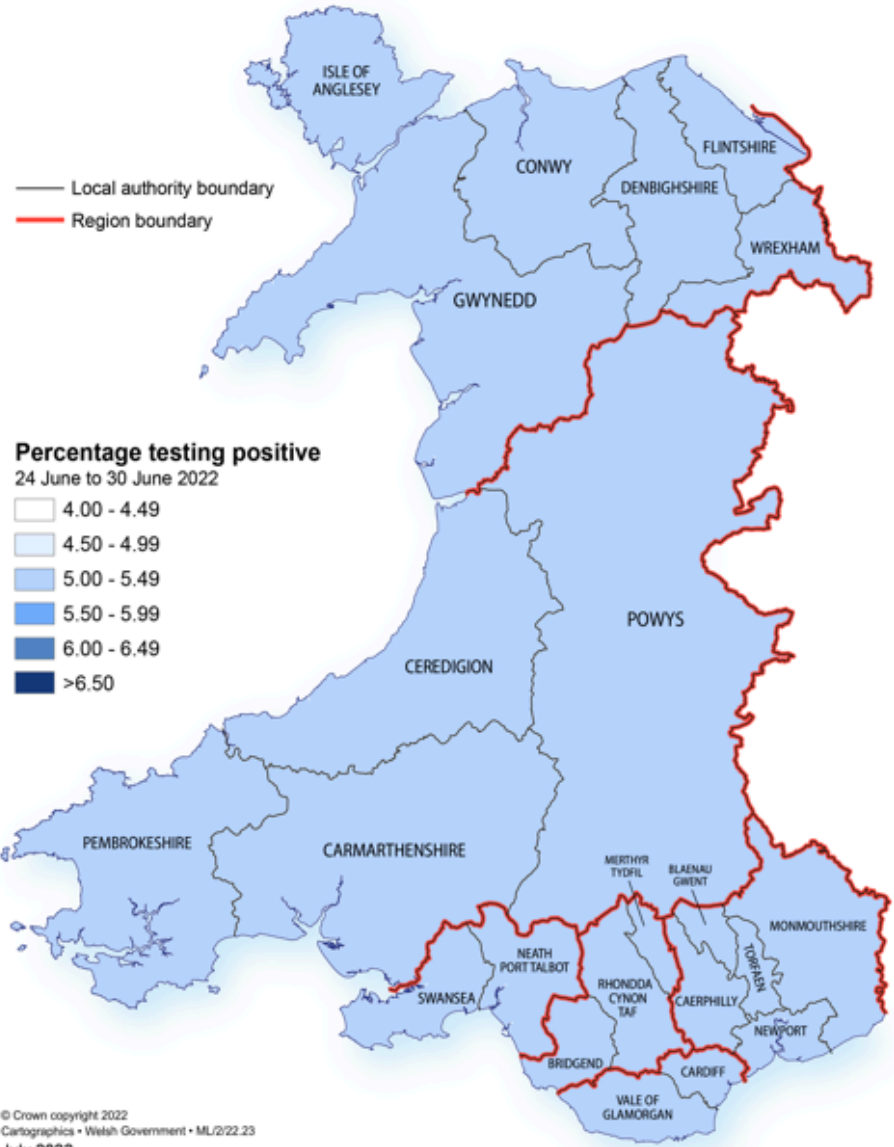 ISLE OF
ANGLESEY
FLINTSHIRE
CONWY
DENBIGHSHIRE
Local authority boundary
Region boundary
WREXHAM
GWYNEDD
Percentage testing positive
24 June to 30 June 2022
4.00 - 4.49
4.50 - 4.99
5.00 - 5.49
5.50 - 5.99
6.00 - 6.49
>6.50
POWYS
CEREDIGION
PEMBROKESHIRE
CARMARTHENSHIRE
MERTHYR
TYDFIL
BLAENAU
GWENT
MONMOUTHSHIRE
TORFAEN
NEATH
PORT TALBOT
SWANSEA
RHONDDA
CYNON
TAF
CAERPHILLY
NEWPORT
BRIDGEND
CARDIFF
VALE OF
GLAMORGAN
© Crown copyright 2022
Cartographics • Welsh Government • ML/2/22.23